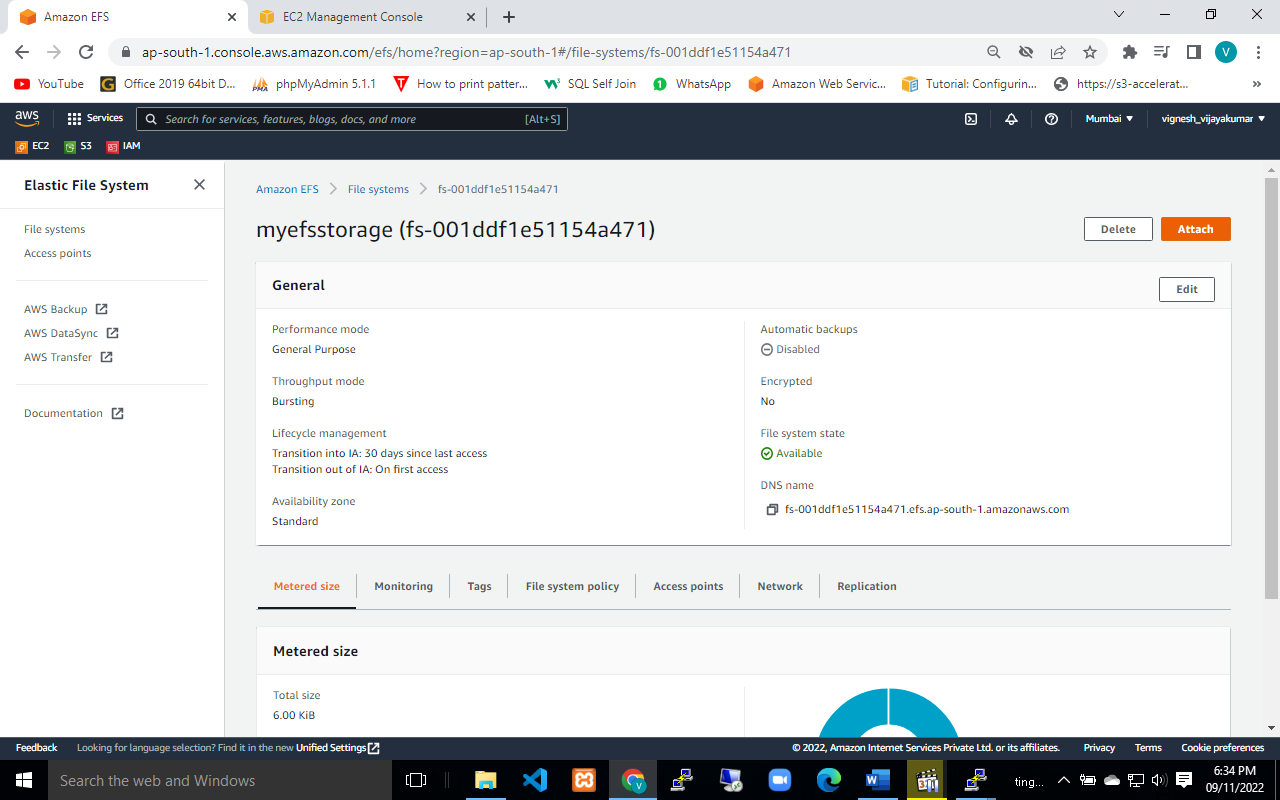 Amazon EFS
EC2 Management Console
ap-south-1.console.aws.amazon.com/efs/home?region=ap-south-1#/file-systems/fs-001ddf1e51154a471
V
YouTube
Office 2019 64bit D...
phpMyAdmin 5.1.1
How to print patter...
SQL Self Join
WhatsApp
Amazon Web Servic...
Tutorial: Configurin...
https://s3-accelerat...
»
aws
Services
Search for services, features, blogs, docs, and more [Alt+S]
Mumbai
vignesh_vijayakumar
EC2
S3
IAM
Elastic File System
File systems
Access points
AWS Backup
AWS DataSync
AWS Transfer
Documentation
Amazon EFS
File systems
fs-001ddf1e51154a471
myefsstorage (fs-001ddf1e51154a471)
Delete
Attach
General
Edit
Performance mode
General Purpose
Throughput mode
Bursting
Lifecycle management
Transition into IA: 30 days since last access
Transition out of IA: On first access
Availability zone
Standard
Automatic backups
Disabled
Encrypted
No
File system state
Available
DNS name
fs-001ddf1e51154a471.efs.ap-south-1.amazonaws.com
Metered size
Monitoring
Tags
File system policy
Access points
Network
Replication
Metered size
Total size
6.00 KiB
Feedback
Looking for language selection? Find it in the new Unified Settings
© 2022, Amazon Internet Services Private Ltd. or its affiliates.
Privacy
Terms
Cookie preferences
Search the web and Windows
ting...
6:34 PM
09/11/2022